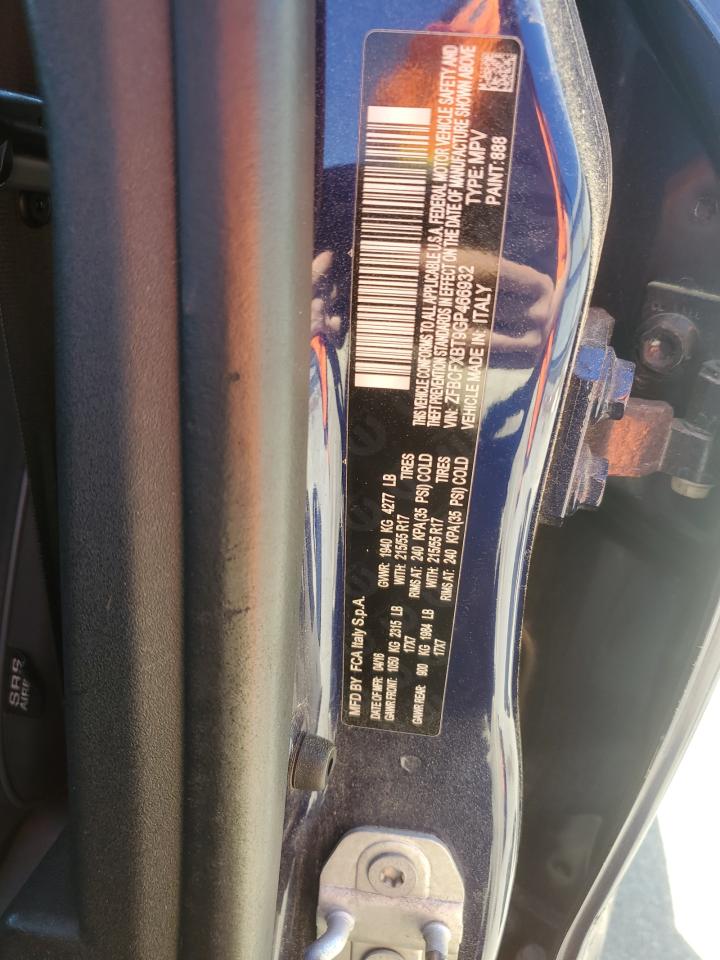 MFD BY FCA Italy S.p.A.
DATE OF MFR: 04/16 GVWR: 1940 KG 4277 LB
GAWR FRONT: 1050 KG 2315 LB WITH: 215/55 R17 TIRES
17X7 RIMS AT: 240 KPA(35 PSI) COLD
GAWR REAR: 900 KG 1984 LB WITH: 215/55 R17 TIRES
17X7 RIMS AT: 240 KPA(35 PSI) COLD
THIS VEHICLE CONFORMS TO ALL APPLICABLE U.S.A. FEDERAL MOTOR VEHICLE SAFETY AND
THEFT PREVENTION STANDARDS IN EFFECT ON THE DATE OF MANUFACTURE SHOWN ABOVE
VIN: ZFBCFXBT9GP466932 TYPE: MPV
VEHICLE MADE IN: ITALY PAINT: 888
SRS